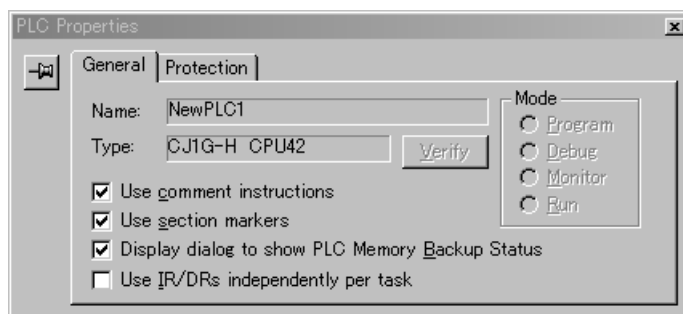 PLC Properties
General Protection
Name: NewPLC1
Type: CJ1G-H CPU42 Verify
Mode
Program
Debug
Monitor
Run
Use comment instructions
Use section markers
Display dialog to show PLC Memory Backup Status
Use IR/DRs independently per task